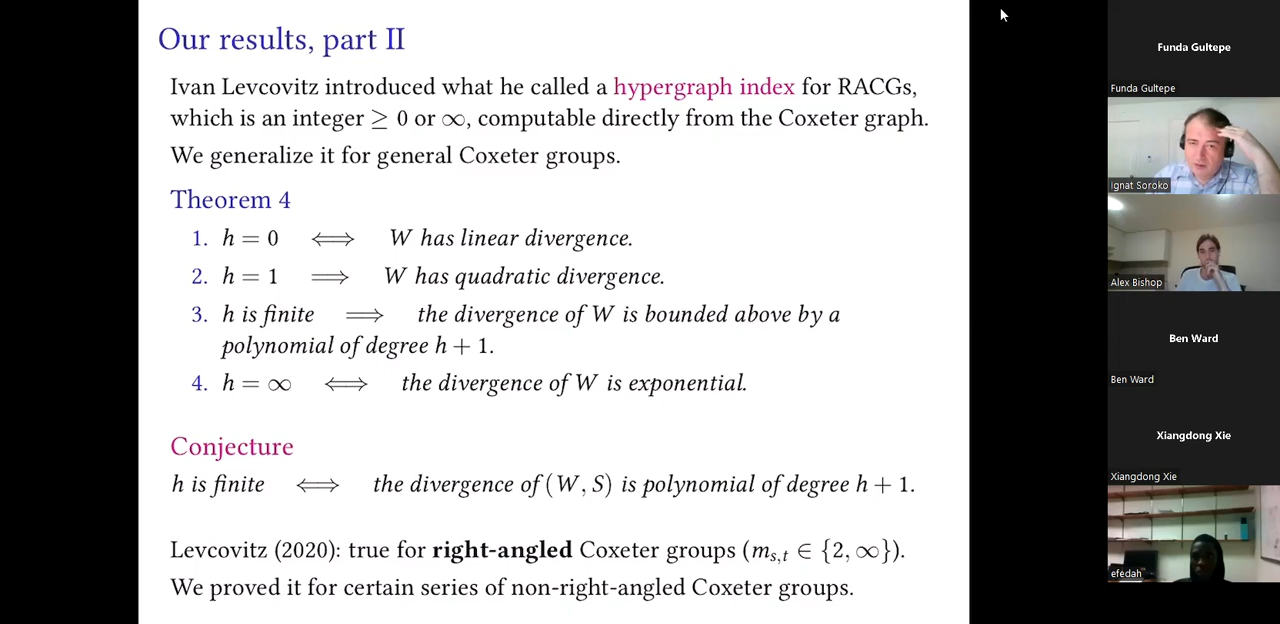 Our results, part II
Ivan Levcovitz introduced what he called a hypergraph index for RACGs,
which is an integer ≥ 0 or ∞, computable directly from the Coxeter graph.
We generalize it for general Coxeter groups.
Theorem 4
1. h = 0 ⟺ W has linear divergence.
2. h = 1 ⟹ W has quadratic divergence.
3. h is finite ⟹ the divergence of W is bounded above by a
polynomial of degree h + 1.
4. h = ∞ ⟺ the divergence of W is exponential.
Conjecture
h is finite ⟺ the divergence of (W, S) is polynomial of degree h + 1.
Levcovitz (2020): true for right-angled Coxeter groups (m_{s,t} ∈ {2, ∞}).
We proved it for certain series of non-right-angled Coxeter groups.
Funda Gultepe
Funda Gultepe
Ignat Soroko
Alex Bishop
Ben Ward
Ben Ward
Xiangdong Xie
Xiangdong Xie
efedah